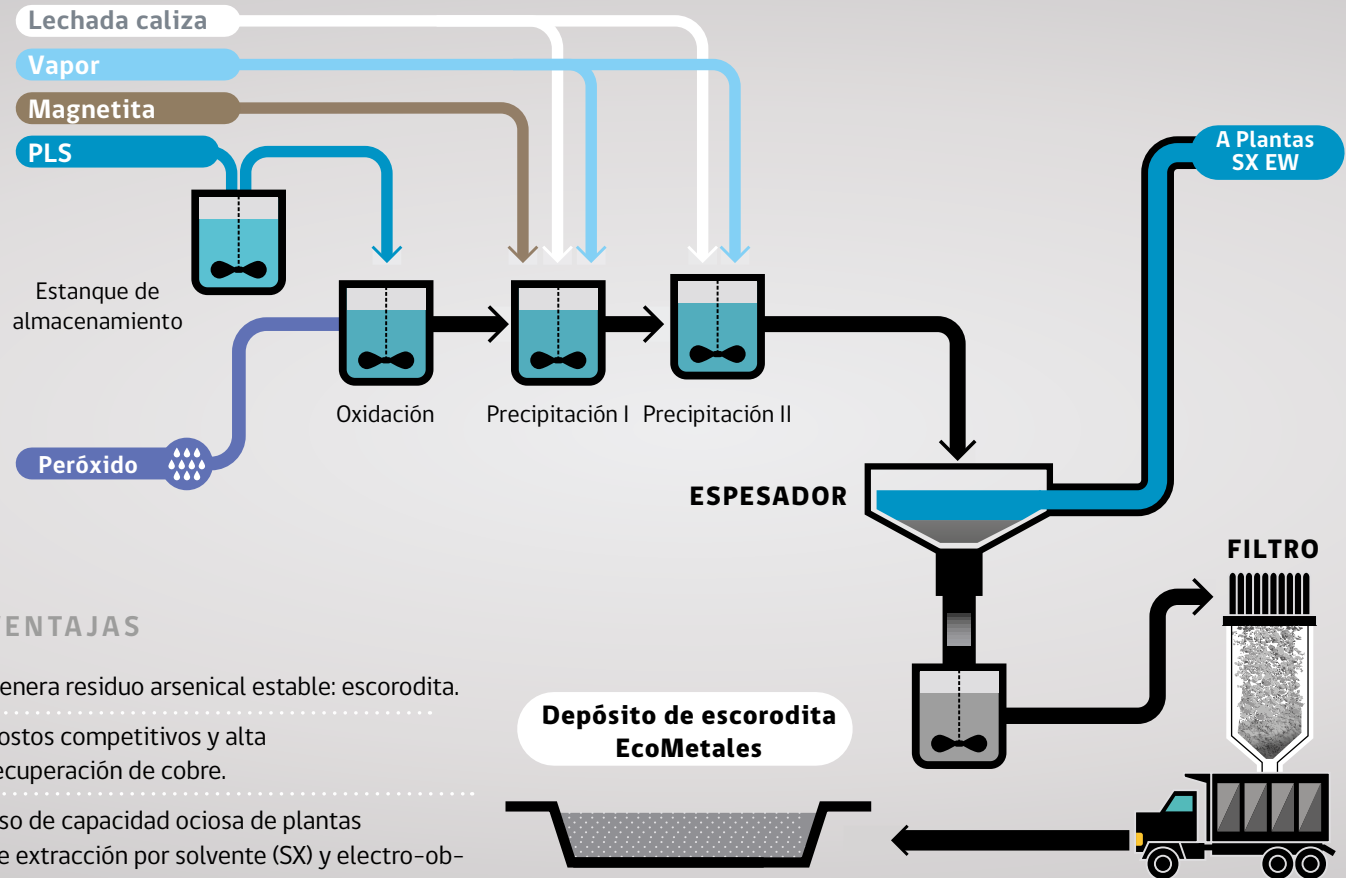 Lechada caliza
Vapor
Magnetita
PLS
A Plantas
SX EW
Estanque de
almacenamiento
Oxidación
Precipitación I
Precipitación II
Peróxido
ESPESADOR
FILTRO
VENTAJAS
enera residuo arsenical estable: escorodita.
ostos competitivos y alta
ecuperación de cobre.
so de capacidad ociosa de plantas
e extracción por solvente (SX) y electro-ob-
Depósito de escorodita
EcoMetales